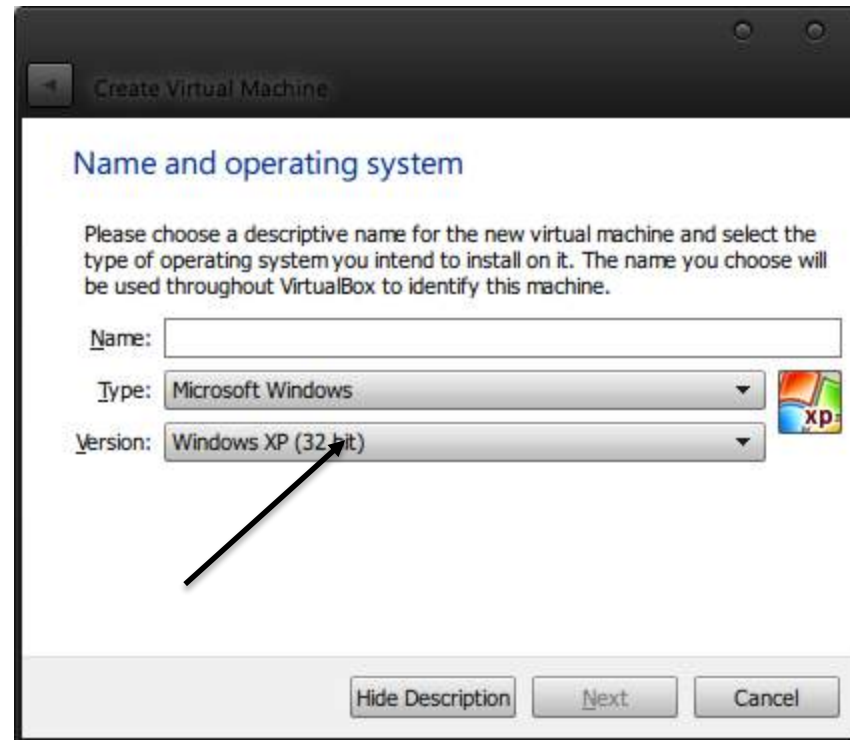 Create Virtual Machine
Name and operating system
Please choose a descriptive name for the new virtual machine and select the
type of operating system you intend to install on it. The name you choose will
be used throughout VirtualBox to identify this machine.
Name:
Type: Microsoft Windows
xp
Version: Windows XP (32 bit)
Hide Description Next Cancel